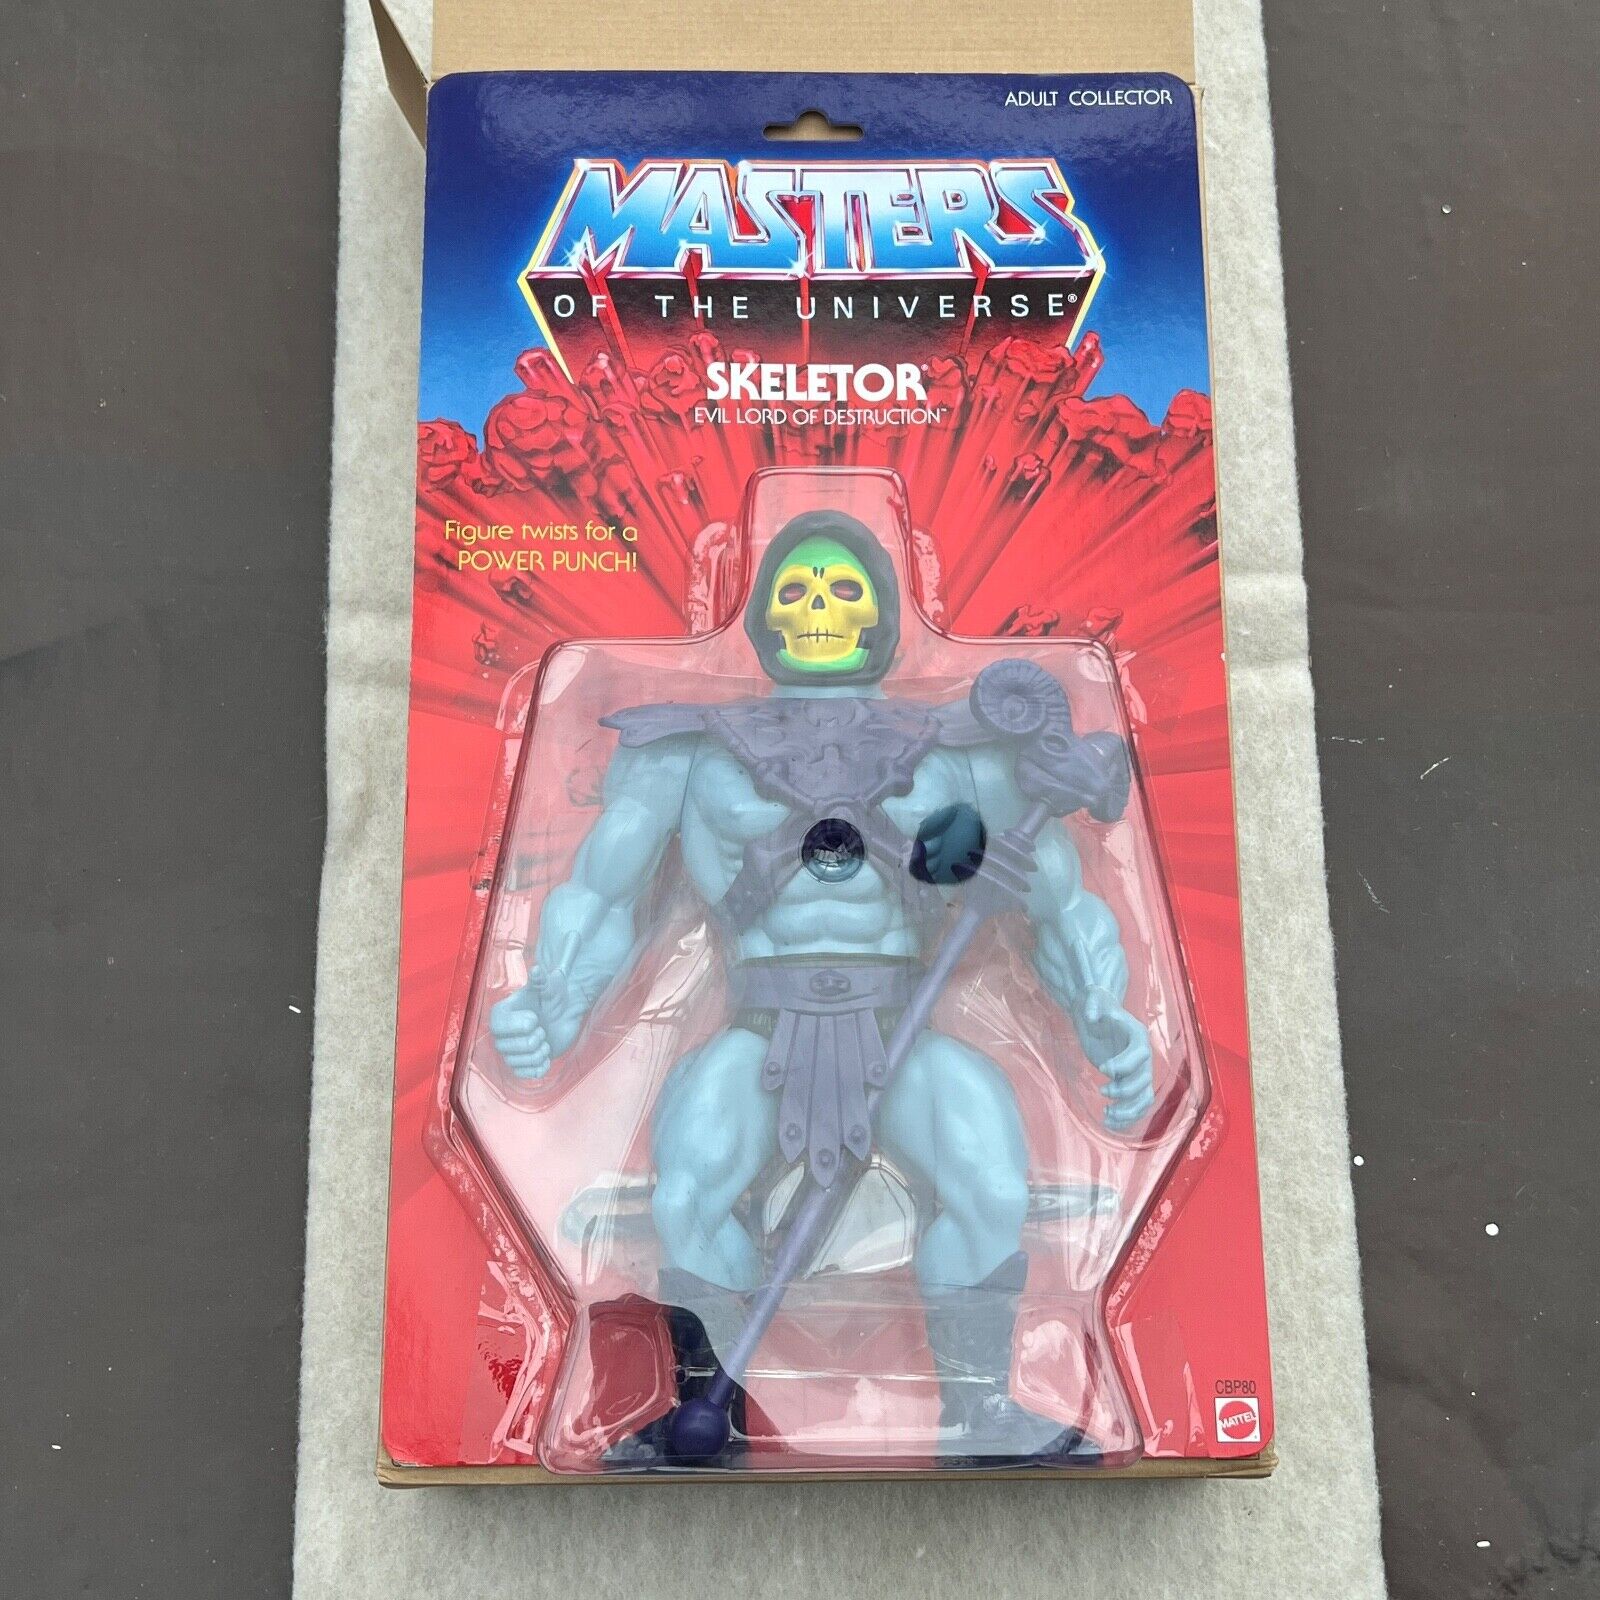 ADULT COLLECTOR
MASTERS
OF THE UNIVERSE®
SKELETOR®
EVIL LORD OF DESTRUCTION™
Figure twists for a
POWER PUNCH!
CBP80
MATTEL